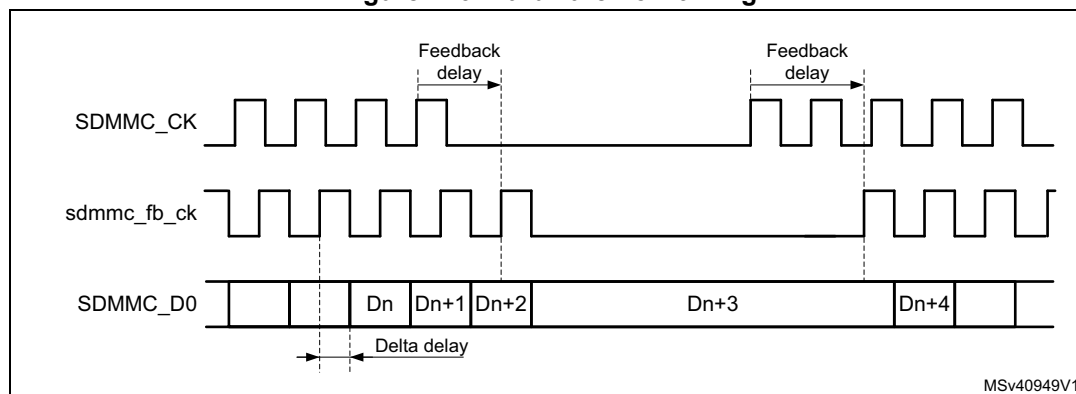 Feedback
delay
Feedback
delay
SDMMC_CK
sdmmc_fb_ck
SDMMC_D0
Dn
Dn+1
Dn+2
Dn+3
Dn+4
Delta delay
MSv40949V1